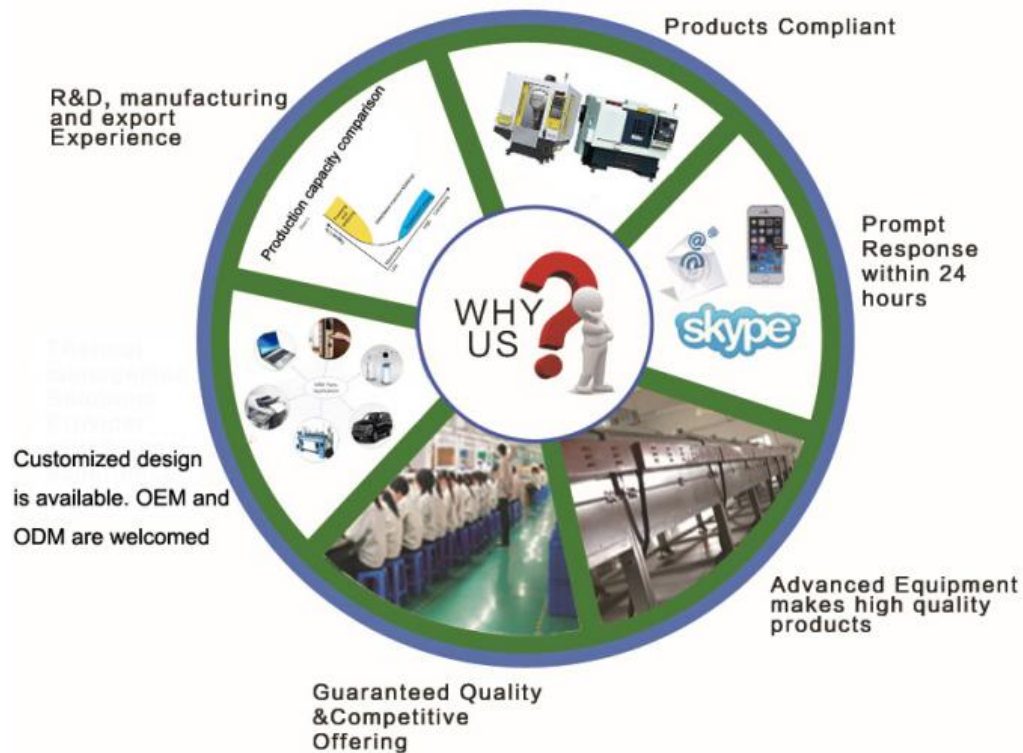 Products Compliant
R&D, manufacturing
and export
Experience
Production capacity comparison
Prompt
Response
within 24
hours
@
@
skype
WHY
US
?
Customized design
is available. OEM and
ODM are welcomed
Advanced Equipment
makes high quality
products
Guaranteed Quality
&Competitive
Offering